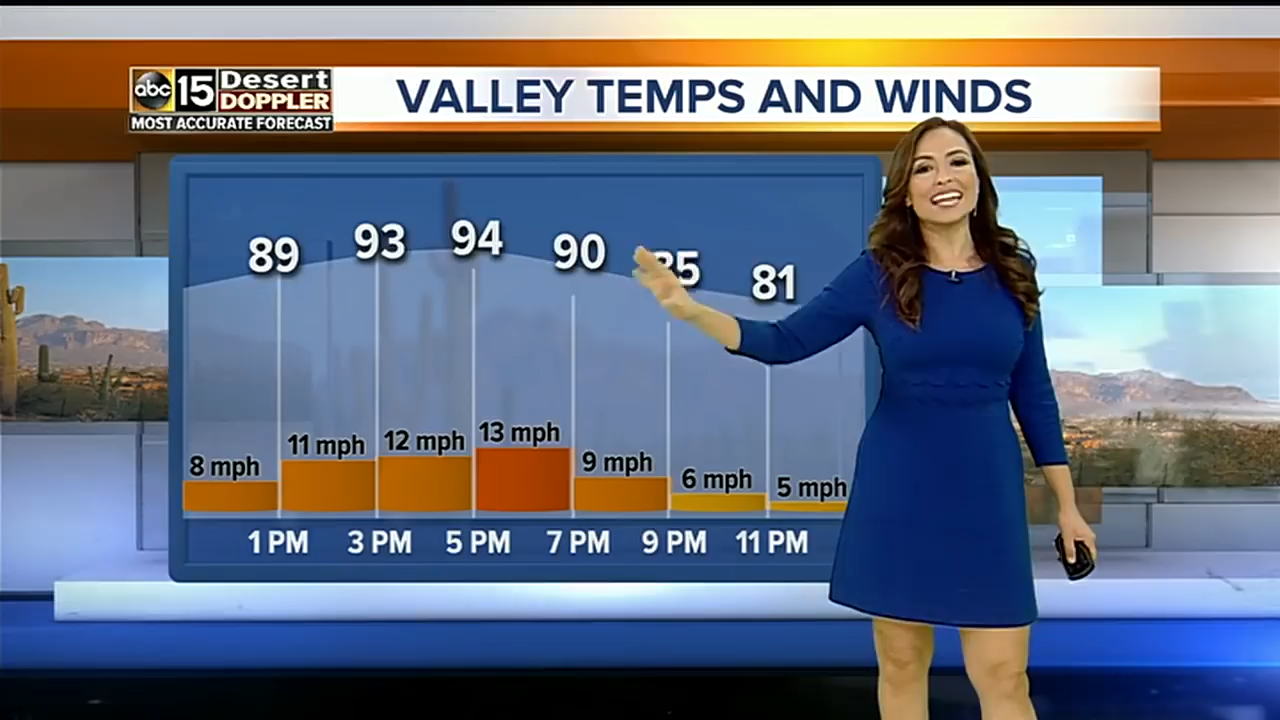 abc 15 Desert DOPPLER
MOST ACCURATE FORECAST
VALLEY TEMPS AND WINDS
89 93 94 90 85 81
8 mph 11 mph 12 mph 13 mph 9 mph 6 mph 5 mph
1 PM 3 PM 5 PM 7 PM 9 PM 11 PM